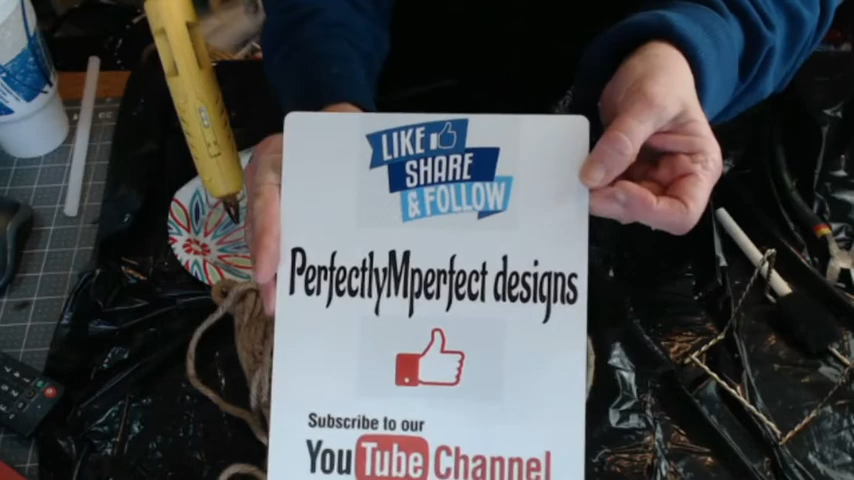 LIKE
SHARE
& FOLLOW
PerfectlyMperfect designs
Subscribe to our
YouTube Channel